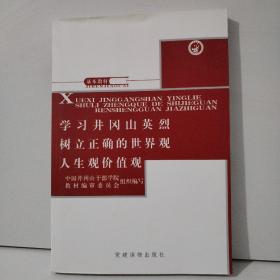 基本教材
XUEXI JINGGANGSHAN YINGLIE
SHULI ZHENGQUE DE SHIJIEGUAN
RENSHENGGUAN JIAZHIGUAN
学习井冈山英烈
树立正确的世界观
人生观价值观
中国井冈山干部学院
教材编审委员会 组织编写
党建读物出版社